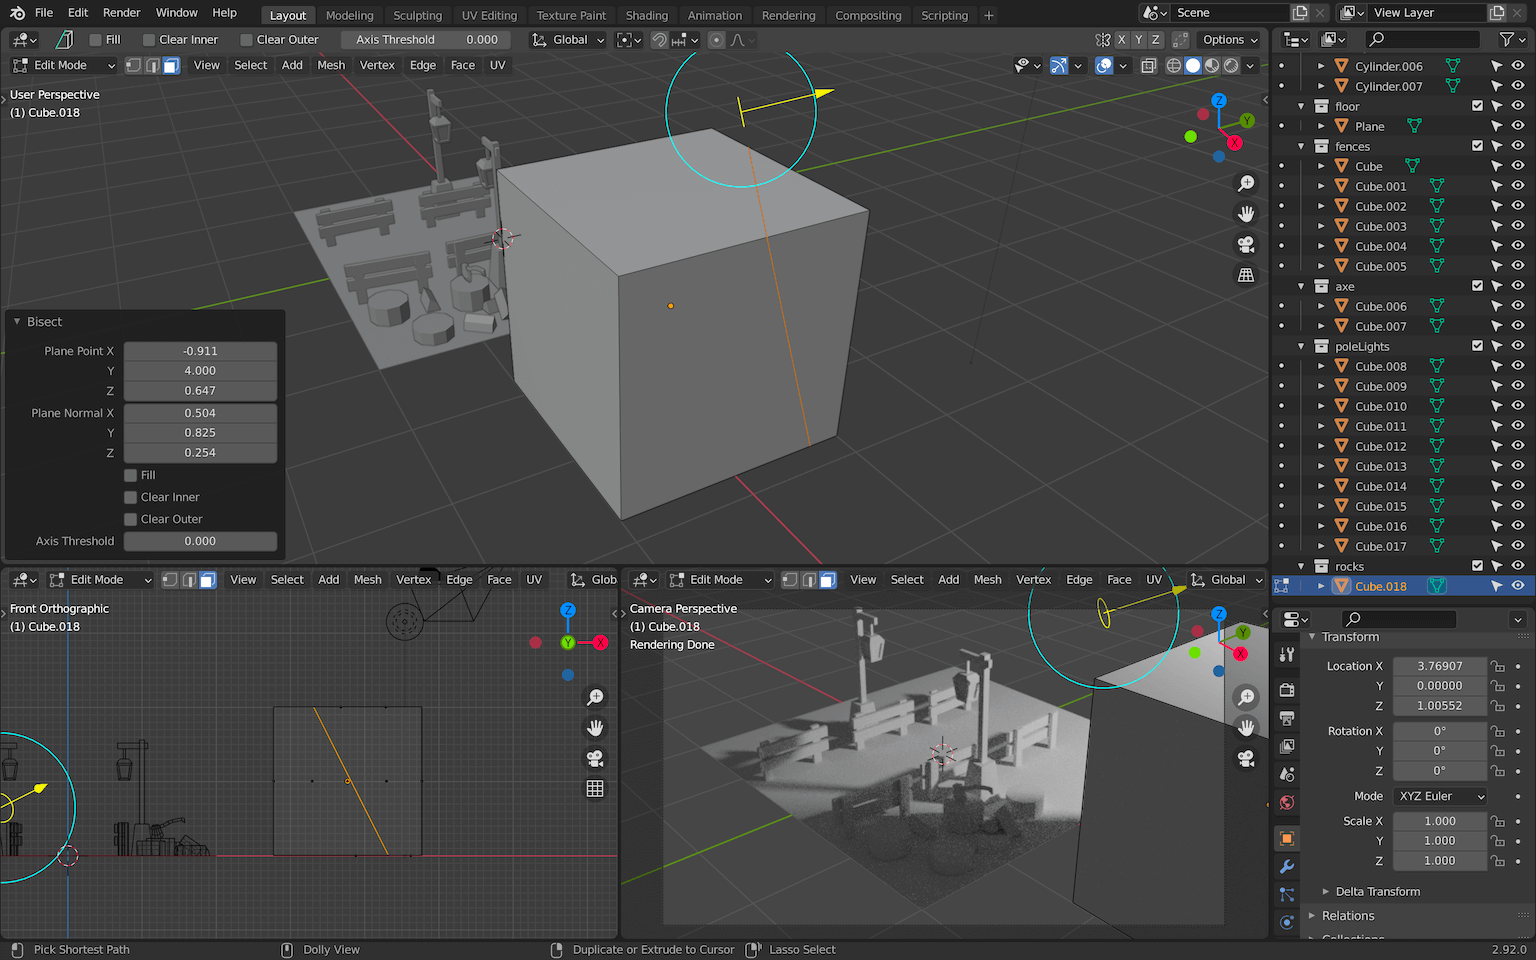 File Edit Render Window Help
Layout Modeling Sculpting UV Editing Texture Paint Shading Animation Rendering Compositing Scripting +
Scene
View Layer
Fill Clear Inner Clear Outer Axis Threshold 0.000 Global X Y Z Options
Edit Mode View Select Add Mesh Vertex Edge Face UV
User Perspective
(1) Cube.018
Z
Y
X
Bisect
Plane Point X -0.911
Y 4.000
Z 0.647
Plane Normal X 0.504
Y 0.825
Z 0.254
Fill
Clear Inner
Clear Outer
Axis Threshold 0.000
Edit Mode View Select Add Mesh Vertex Edge Face UV Glob
Front Orthographic
(1) Cube.018
Z
Y
X
Edit Mode View Select Add Mesh Vertex Edge Face UV Global
Camera Perspective
(1) Cube.018
Rendering Done
Z
Y
X
Cylinder.006
Cylinder.007
floor
Plane
fences
Cube
Cube.001
Cube.002
Cube.003
Cube.004
Cube.005
axe
Cube.006
Cube.007
poleLights
Cube.008
Cube.009
Cube.010
Cube.011
Cube.012
Cube.013
Cube.014
Cube.015
Cube.016
Cube.017
rocks
Cube.018
Transform
Location X 3.76907
Y 0.00000
Z 1.00552
Rotation X 0°
Y 0°
Z 0°
Mode XYZ Euler
Scale X 1.000
Y 1.000
Z 1.000
Delta Transform
Relations
Collections
Pick Shortest Path Dolly View Duplicate or Extrude to Cursor Lasso Select 2.92.0